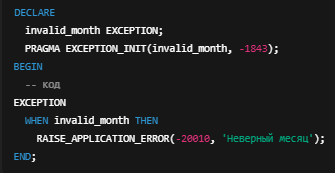 DECLARE
  invalid_month EXCEPTION;
  PRAGMA EXCEPTION_INIT(invalid_month, -1843);
BEGIN
  -- код
EXCEPTION
  WHEN invalid_month THEN
    RAISE_APPLICATION_ERROR(-20010, 'Неверный месяц');
END;